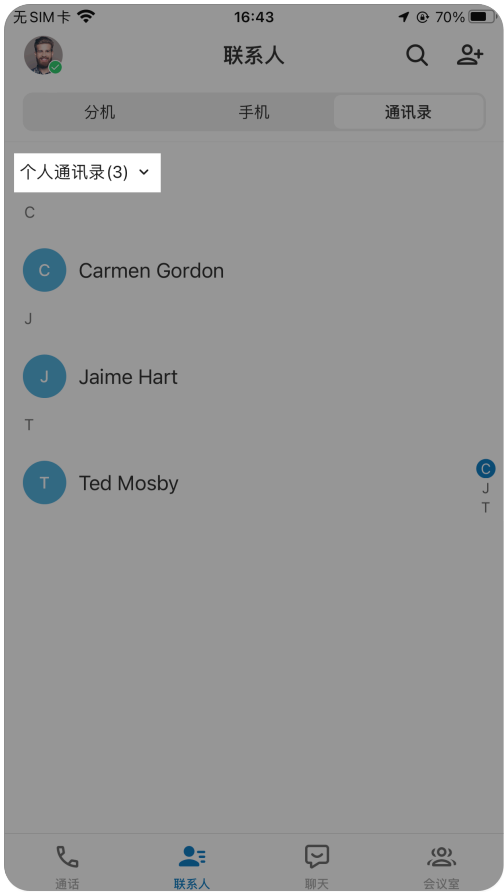 无SIM卡 16:43 70%
联系人
分机 手机 通讯录
个人通讯录(3)
C
C Carmen Gordon
J
J Jaime Hart
T
T Ted Mosby
C
J
T
通话 联系人 聊天 会议室